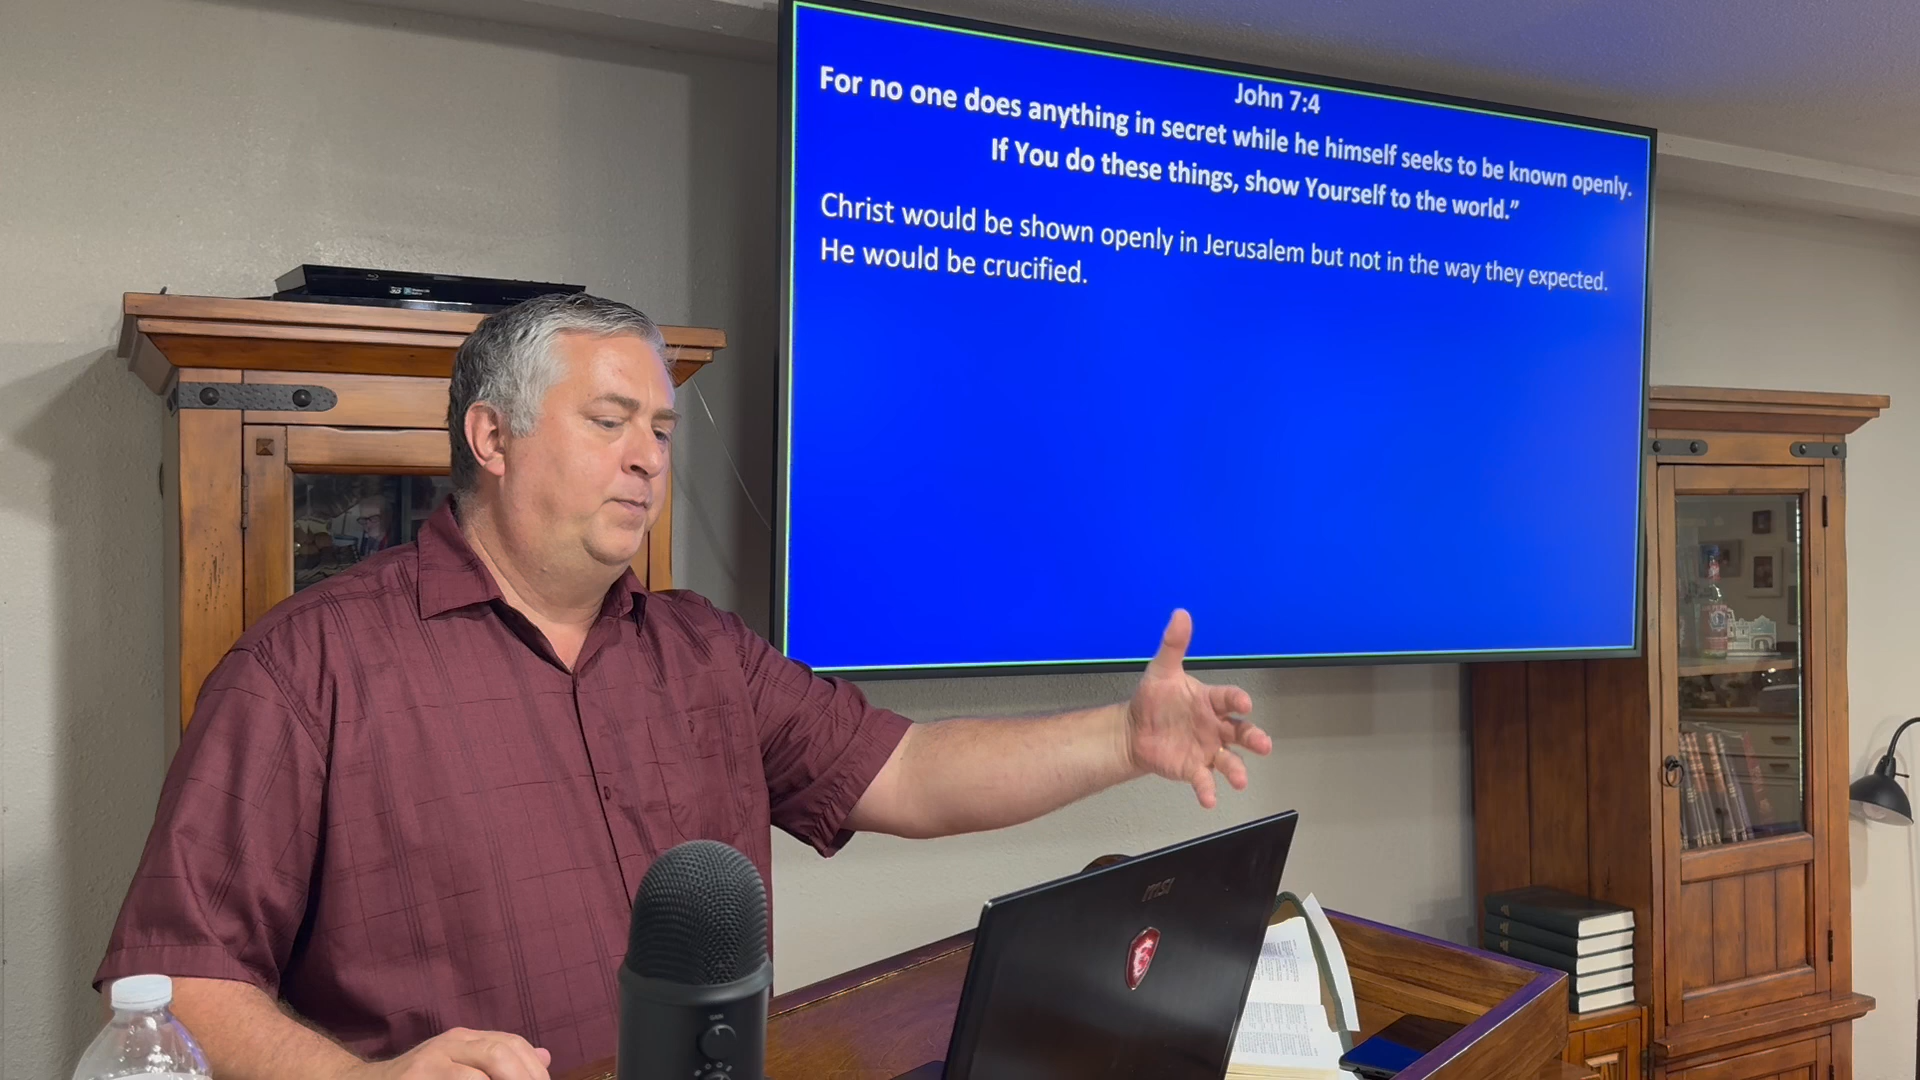 John 7:4
For no one does anything in secret while he himself seeks to be known openly.
If You do these things, show Yourself to the world.”
Christ would be shown openly in Jerusalem but not in the way they expected.
He would be crucified.
msi